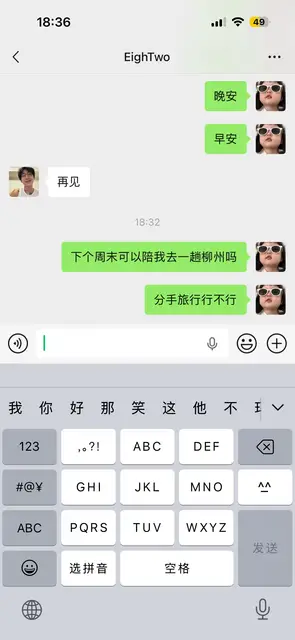 18:36
49
EighTwo
晚安
早安
再见
18:32
下个周末可以陪我去一趟柳州吗
分手旅行行不行
我 你 好 那 笑 这 他 不
123
,。?!
ABC
DEF
#@¥
GHI
JKL
MNO
^^
ABC
PQRS
TUV
WXYZ
发送
选拼音
空格